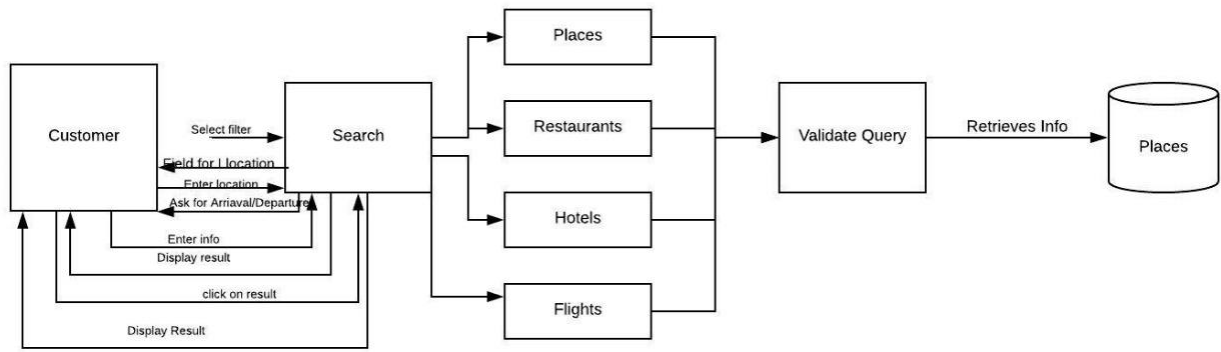 Places
Customer
Select filter
Search
Restaurants
Validate Query
Retrieves Info
Places
Field for Llocation
Enter location
Ask for Arriaval/Departure
Hotels
Enter info
Display result
click on result
Flights
Display Result